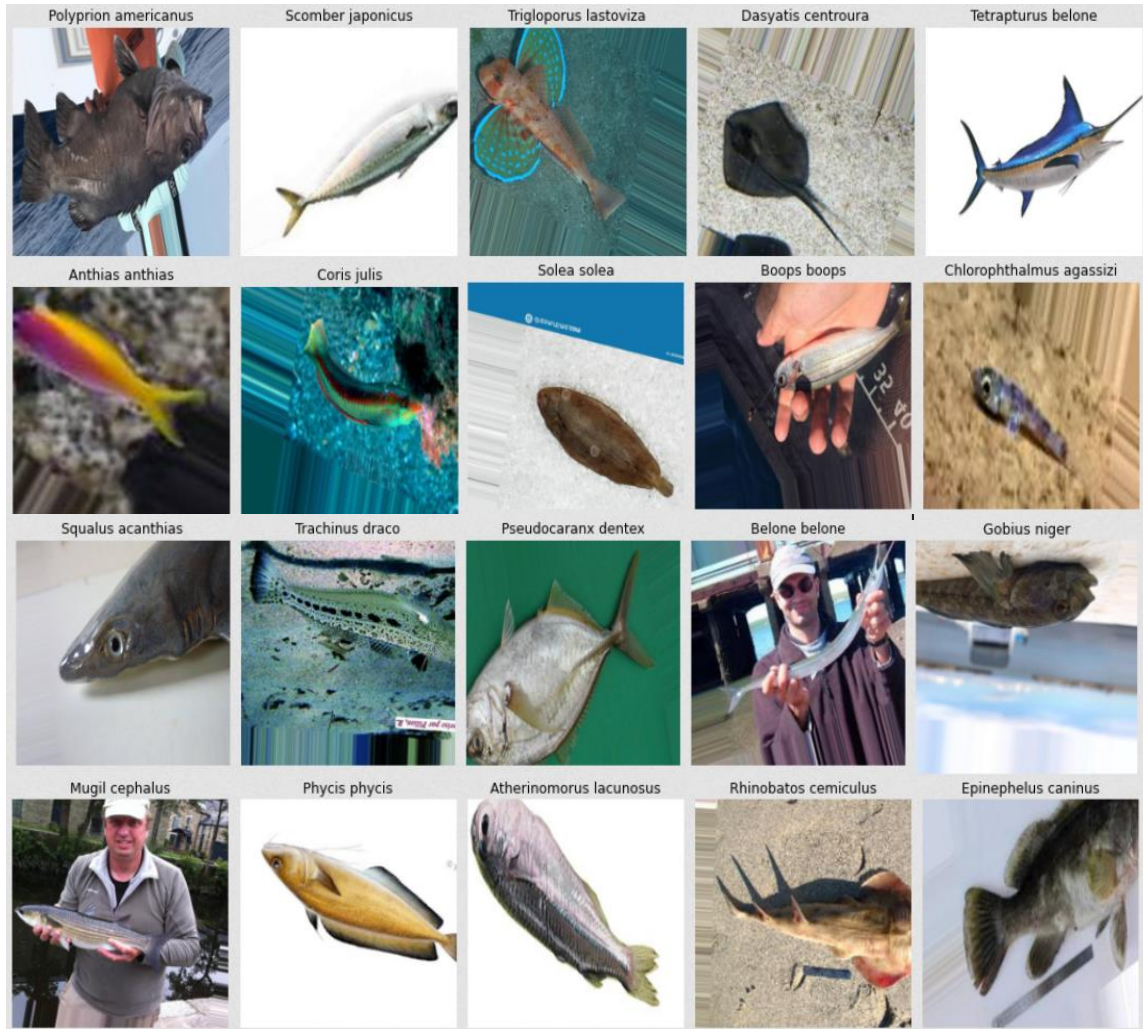 Polyprion americanus
Scomber japonicus
Trigloporus lastoviza
Dasyatis centroura
Tetrapturus belone
Anthias anthias
Coris julis
Solea solea
Boops boops
Chlorophthalmus agassizi
32
40
Squalus acanthias
Trachinus draco
Pseudocaranx dentex
Belone belone
Gobius niger
Mugil cephalus
Phycis phycis
Atherinomorus lacunosus
Rhinobatos cemiculus
Epinephelus caninus